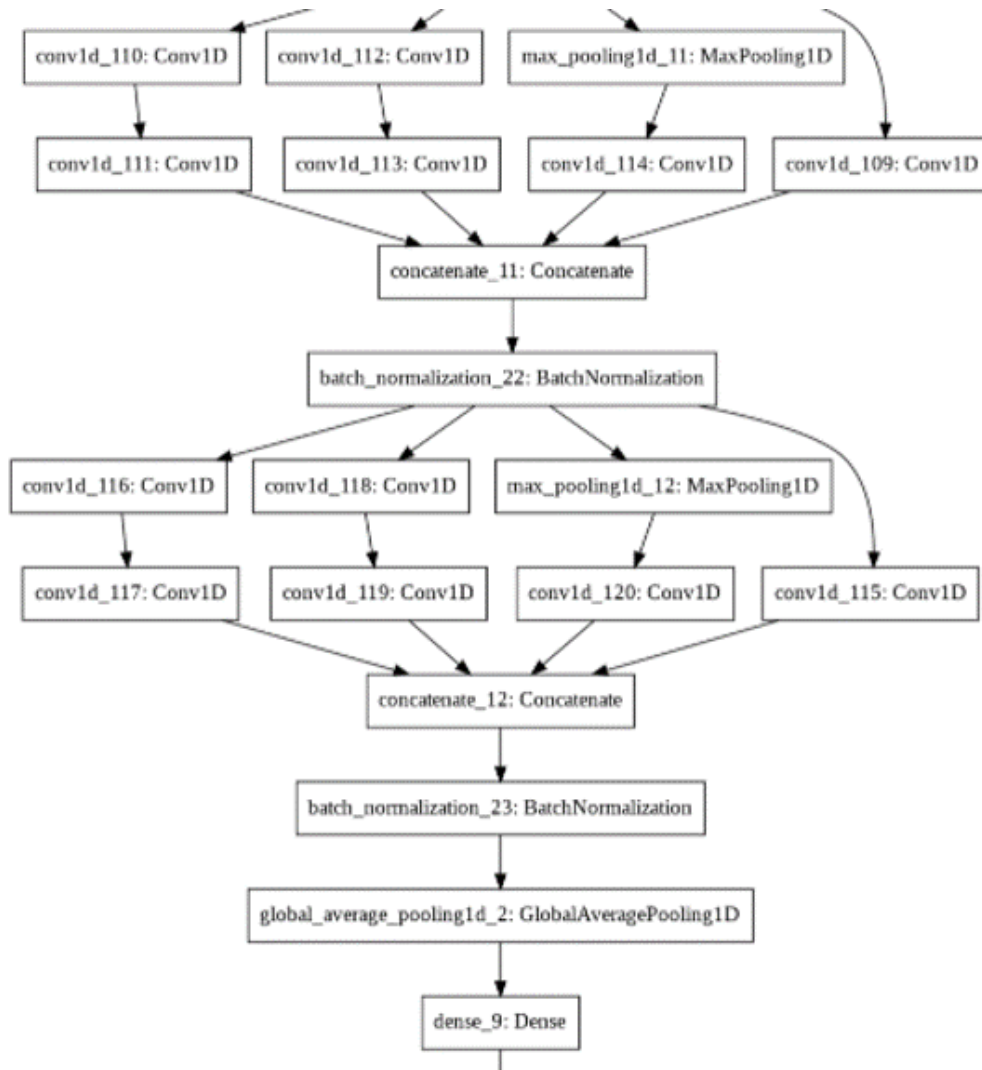 conv1d_110: Conv1D
conv1d_112: Conv1D
max_pooling1d_11: MaxPooling1D
conv1d_111: Conv1D
conv1d_113: Conv1D
conv1d_114: Conv1D
conv1d_109: Conv1D
concatenate_11: Concatenate
batch_normalization_22: BatchNormalization
conv1d_116: Conv1D
conv1d_118: Conv1D
max_pooling1d_12: MaxPooling1D
conv1d_117: Conv1D
conv1d_119: Conv1D
conv1d_120: Conv1D
conv1d_115: Conv1D
concatenate_12: Concatenate
batch_normalization_23: BatchNormalization
global_average_pooling1d_2: GlobalAveragePooling1D
dense_9: Dense